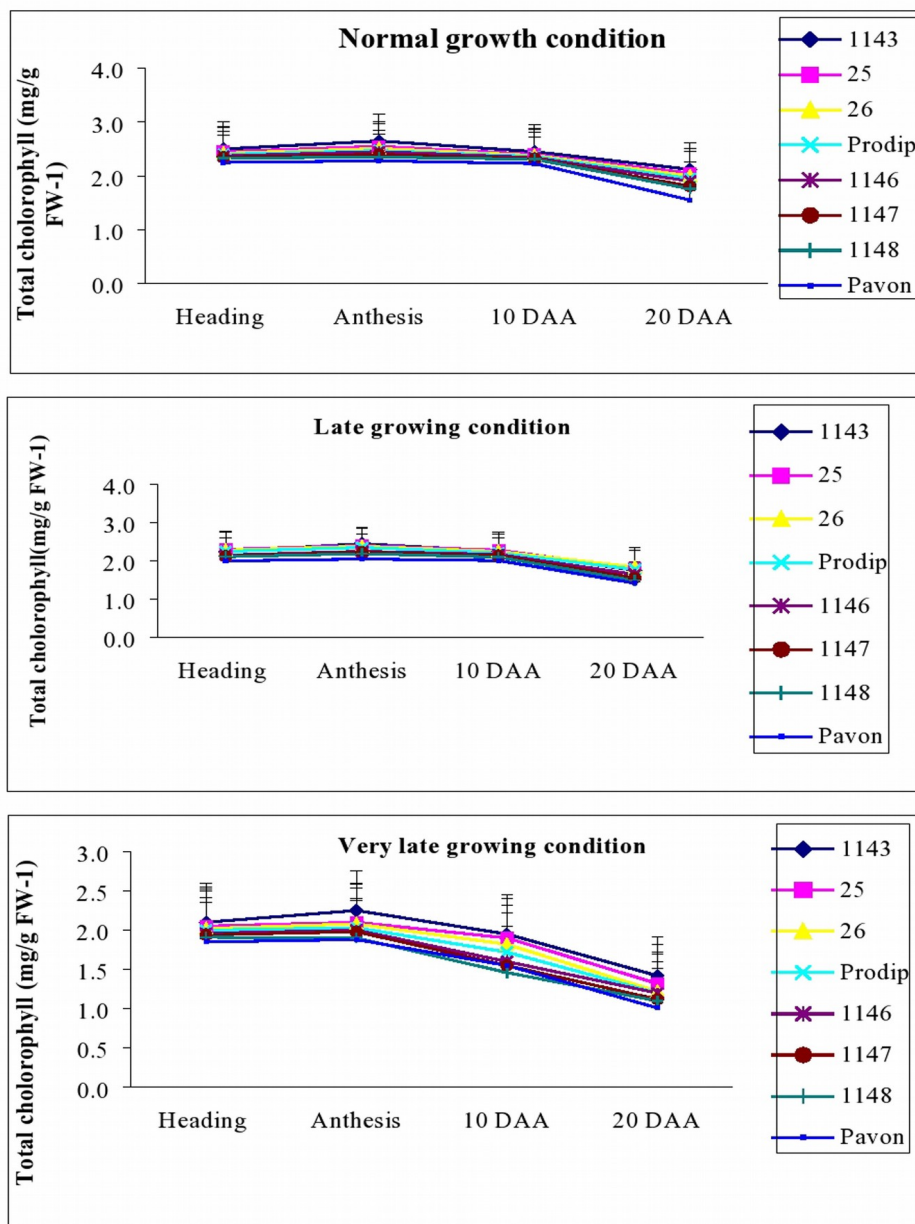 Normal growth condition
Total cholorophyll (mg/g
FW-1)
4.0
3.0
2.0
1.0
0.0
Heading Anthesis 10 DAA 20 DAA
1143
25
26
Prodip
1146
1147
1148
Pavon
Late growing condition
Total cholorophyll(mg/g FW-1)
4.0
3.0
2.0
1.0
0.0
Heading Anthesis 10 DAA 20 DAA
1143
25
26
Prodip
1146
1147
1148
Pavon
Very late growing condition
Total cholorophyll (mg/g FW-1)
3.0
2.5
2.0
1.5
1.0
0.5
0.0
Heading Anthesis 10 DAA 20 DAA
1143
25
26
Prodip
1146
1147
1148
Pavon